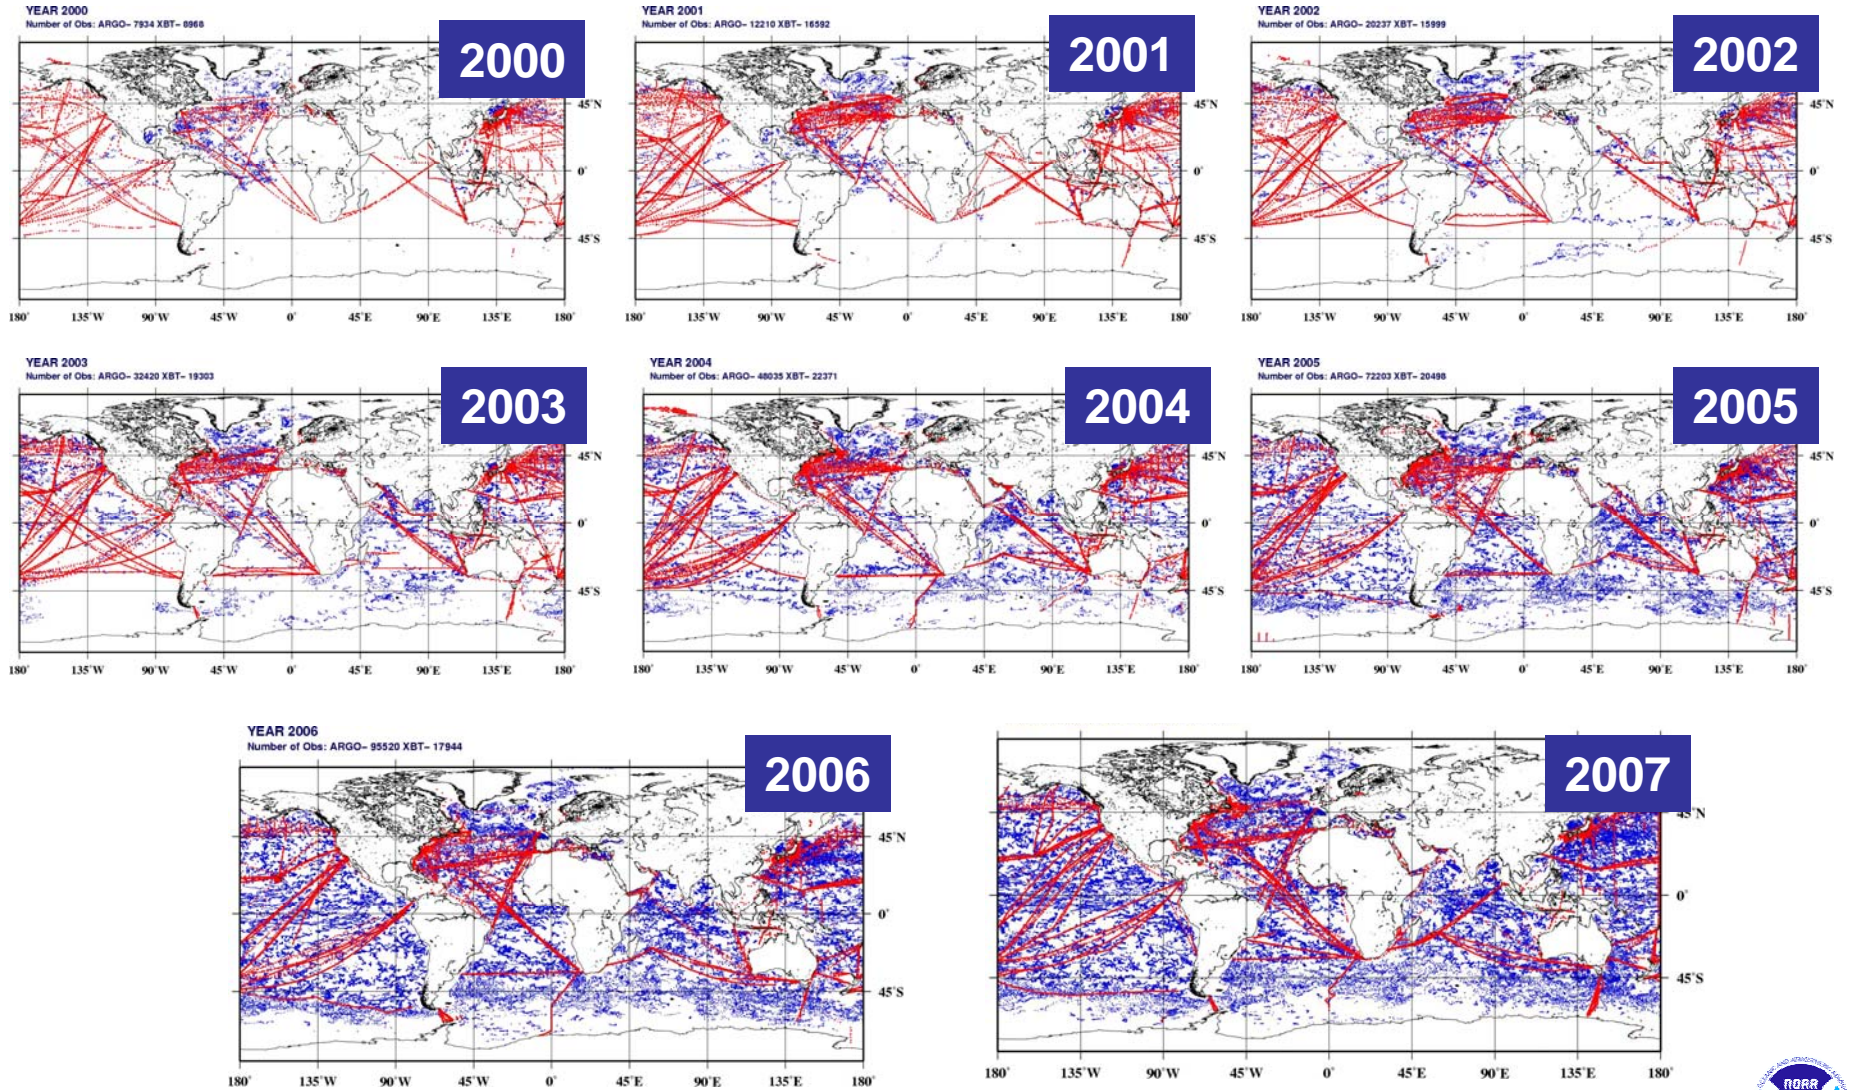 YEAR 2000
Number of Obs: ARGO- 7934 XBT- 8968
2000
45°N
0°
45°S
180° 135°W 90°W 45°W 0° 45°E 90°E 135°E 180°
YEAR 2001
Number of Obs: ARGO- 12210 XBT- 16592
2001
45°N
0°
45°S
180° 135°W 90°W 45°W 0° 45°E 90°E 135°E 180°
YEAR 2002
Number of Obs: ARGO- 20237 XBT- 15999
2002
45°N
0°
45°S
180° 135°W 90°W 45°W 0° 45°E 90°E 135°E 180°
YEAR 2003
Number of Obs: ARGO- 32420 XBT- 19303
2003
45°N
0°
45°S
180° 135°W 90°W 45°W 0° 45°E 90°E 135°E 180°
YEAR 2004
Number of Obs: ARGO- 48035 XBT- 22371
2004
45°N
0°
45°S
180° 135°W 90°W 45°W 0° 45°E 90°E 135°E 180°
YEAR 2005
Number of Obs: ARGO- 72203 XBT- 20498
2005
45°N
0°
45°S
180° 135°W 90°W 45°W 0° 45°E 90°E 135°E 180°
YEAR 2006
Number of Obs: ARGO- 95520 XBT- 17944
2006
45°N
0°
45°S
180° 135°W 90°W 45°W 0° 45°E 90°E 135°E 180°
2007
45°N
0°
45°S
180° 135°W 90°W 45°W 0° 45°E 90°E 135°E 180°